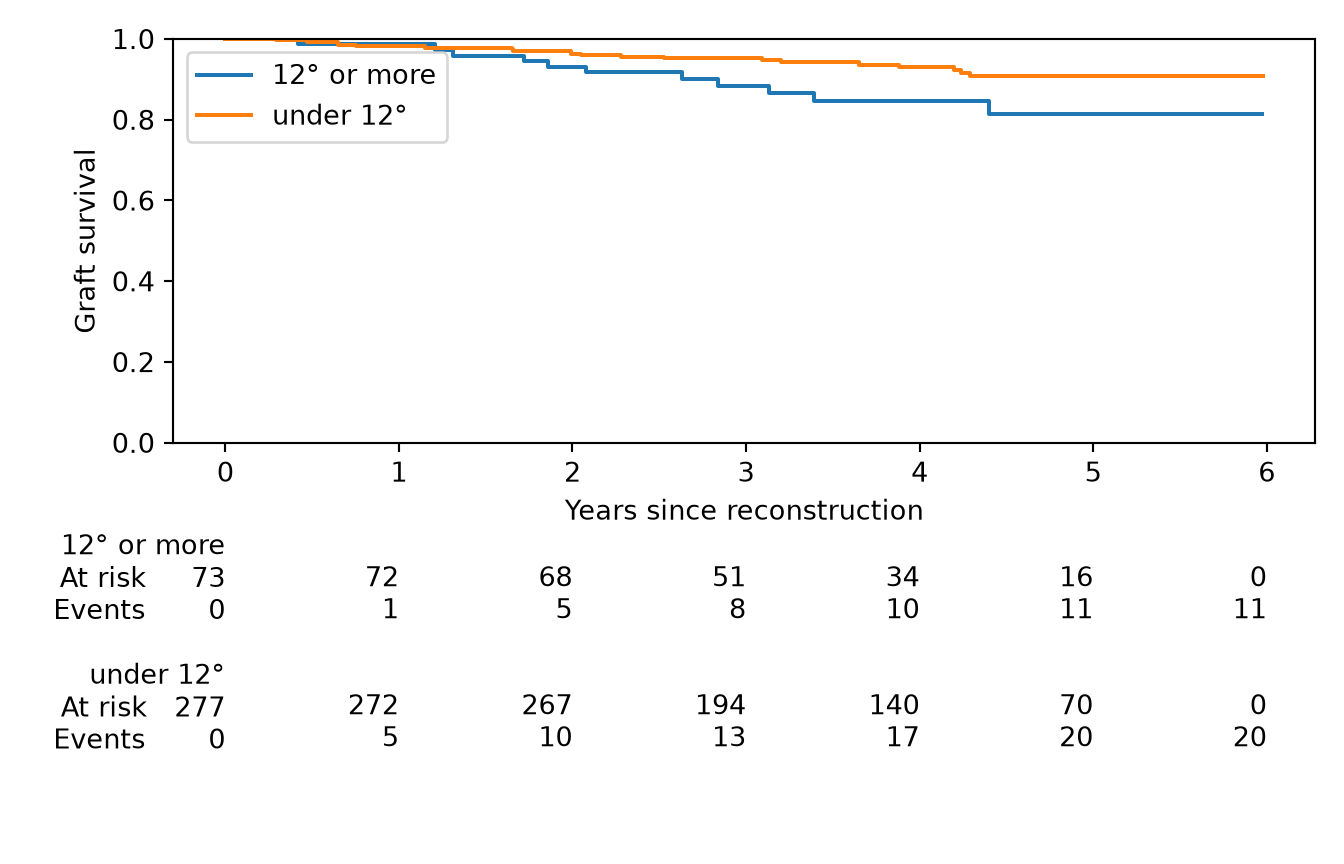 1.0
0.8
0.6
0.4
0.2
0.0
Graft survival
12° or more
under 12°
0 1 2 3 4 5 6
Years since reconstruction
12° or more
At risk 73 72 68 51 34 16 0
Events 0 1 5 8 10 11 11
under 12°
At risk 277 272 267 194 140 70 0
Events 0 5 10 13 17 20 20